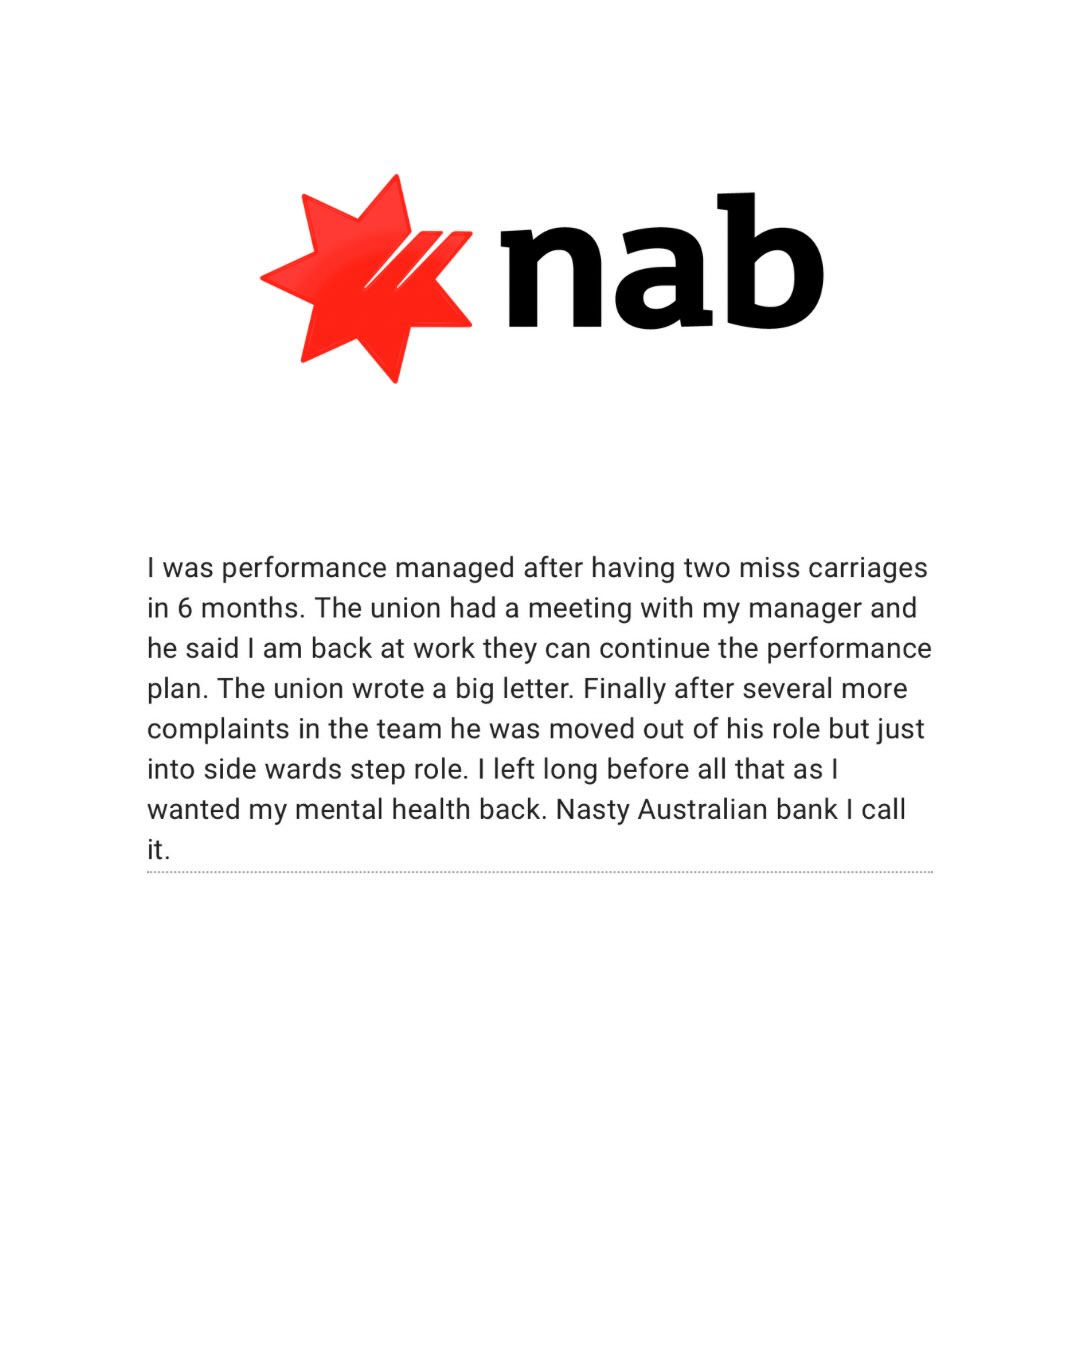 nab
I was performance managed after having two miss carriages
in 6 months. The union had a meeting with my manager and
he said I am back at work they can continue the performance
plan. The union wrote a big letter. Finally after several more
complaints in the team he was moved out of his role but just
into side wards step role. I left long before all that as I
wanted my mental health back. Nasty Australian bank I call
it.